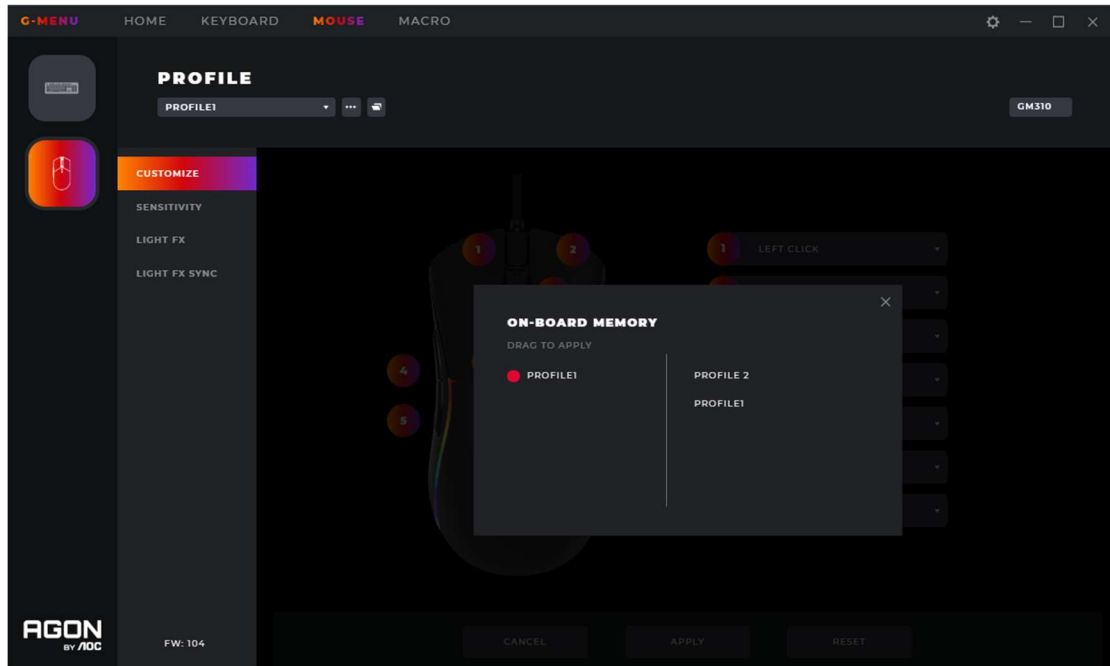 G-MENU HOME KEYBOARD MOUSE MACRO
PROFILE
PROFILE1 ···
GM310
CUSTOMIZE
SENSITIVITY
LIGHT FX
LIGHT FX SYNC
1
2
4
5
1 LEFT CLICK
ON-BOARD MEMORY
DRAG TO APPLY
PROFILE1
PROFILE 2
PROFILE1
CANCEL APPLY RESET
AGON
BY AOC
FW: 104